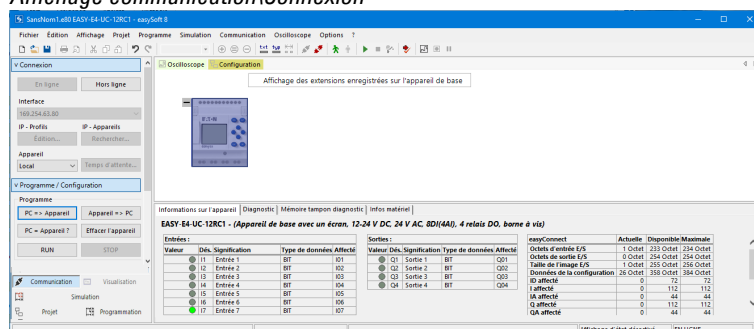 Affichage communication\Connexion
SansNom1.e80 EASY-E4-UC-12RC1 - easySoft 8
Fichier Édition Affichage Projet Programme Simulation Communication Oscilloscope Options ?
v Connexion
En ligne Hors ligne
Interface
169.254.63.80
IP - Profils IP - Appareils
Édition... Rechercher...
Appareil
Local Temps d'attente...
v Programme / Configuration
Programme
PC => Appareil Appareil => PC
PC = Appareil ? Effacer l'appareil
RUN STOP
Communication Visualisation
Simulation
Projet Programmation
Oscilloscope Configuration
Affichage des extensions enregistrées sur l'appareil de base
E·T·N
Informations sur l'appareil Diagnostic Mémoire tampon diagnostic Infos matériel
EASY-E4-UC-12RC1 - (Appareil de base avec un écran, 12-24 V DC, 24 V AC, 8DI(4AI), 4 relais DO, borne à vis)
Entrées :
Valeur Dés. Signification Type de données Affecté
I1 Entrée 1 BIT I01
I2 Entrée 2 BIT I02
I3 Entrée 3 BIT I03
I4 Entrée 4 BIT I04
I5 Entrée 5 BIT I05
I6 Entrée 6 BIT I06
I7 Entrée 7 BIT I07
Sorties :
Valeur Dés. Signification Type de données Affecté
Q1 Sortie 1 BIT Q01
Q2 Sortie 2 BIT Q02
Q3 Sortie 3 BIT Q03
Q4 Sortie 4 BIT Q04
easyConnect Actuelle Disponible Maximale
Octets d'entrée E/S 1 Octet 233 Octet 234 Octet
Octets de sortie E/S 0 Octet 254 Octet 254 Octet
Taille de l'image E/S 1 Octet 255 Octet 256 Octet
Données de la configuration 26 Octet 358 Octet 384 Octet
ID affecté 0 72 72
I affecté 0 112 112
IA affecté 0 44 44
Q affecté 0 112 112
QA affecté 0 44 44